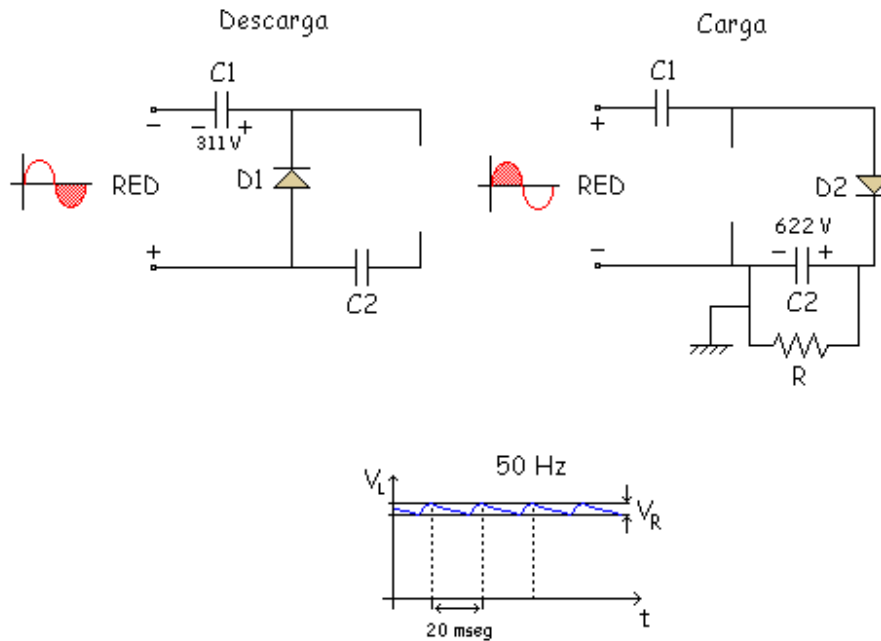 Descarga
C1
−
− +
311 V
D1
RED
+
C2
Carga
C1
+
RED
D2
622 V
−
− +
C2
R
50 Hz
VL
VR
t
20 mseg